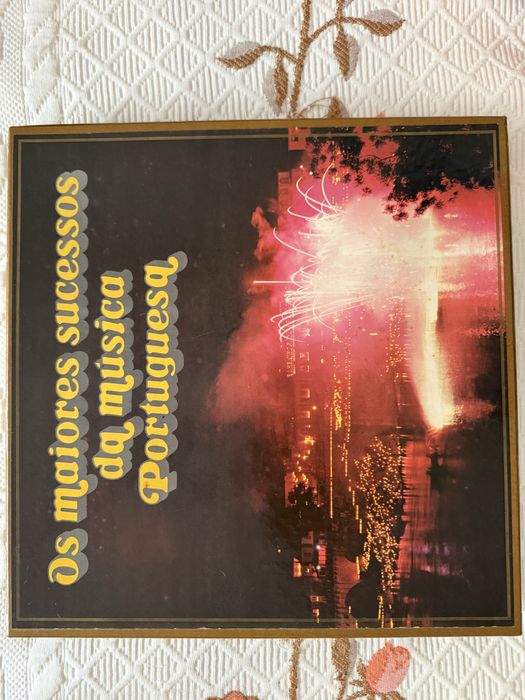 Os maiores sucessos
da música
Portuguesa